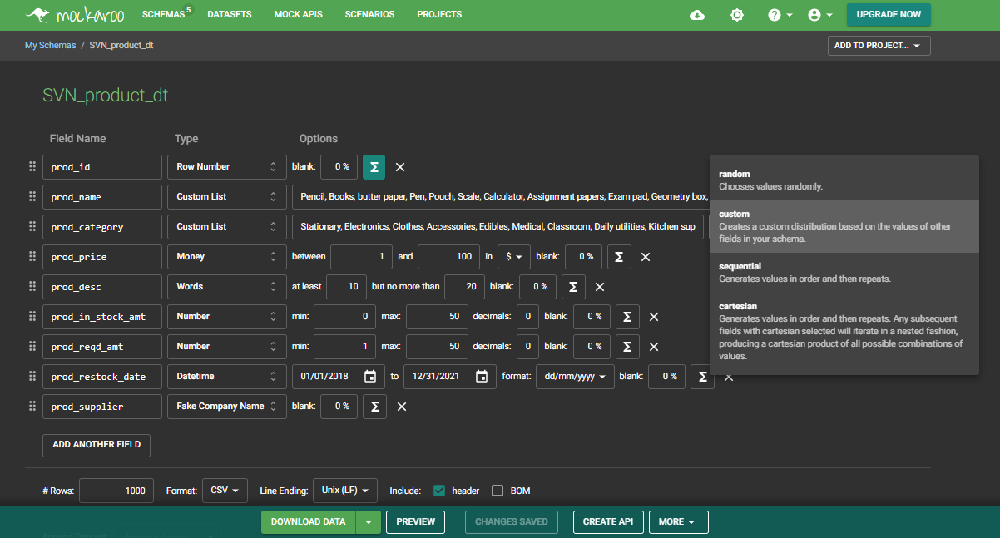 mockaroo SCHEMAS 5 DATASETS MOCK APIS SCENARIOS PROJECTS UPGRADE NOW
My Schemas / SVN_product_dt ADD TO PROJECT...
SVN_product_dt
Field Name Type Options
prod_id Row Number blank: 0 % Σ
prod_name Custom List Pencil, Books, butter paper, Pen, Pouch, Scale, Calculator, Assignment papers, Exam pad, Geometry box,
prod_category Custom List Stationary, Electronics, Clothes, Accessories, Edibles, Medical, Classroom, Daily utilities, Kitchen sup
prod_price Money between 1 and 100 in $ blank: 0 % Σ
prod_desc Words at least 10 but no more than 20 blank: 0 % Σ
prod_in_stock_amt Number min: 0 max: 50 decimals: 0 blank: 0 % Σ
prod_reqd_amt Number min: 1 max: 50 decimals: 0 blank: 0 % Σ
prod_restock_date Datetime 01/01/2018 to 12/31/2021 format: dd/mm/yyyy blank: 0 % Σ
prod_supplier Fake Company Name blank: 0 % Σ
random
Chooses values randomly.
custom
Creates a custom distribution based on the values of other
fields in your schema.
sequential
Generates values in order and then repeats.
cartesian
Generates values in order and then repeats. Any subsequent
fields with cartesian selected will iterate in a nested fashion,
producing a cartesian product of all possible combinations of
values.
ADD ANOTHER FIELD
# Rows: 1000 Format: CSV Line Ending: Unix (LF) Include: header BOM
DOWNLOAD DATA PREVIEW CHANGES SAVED CREATE API MORE